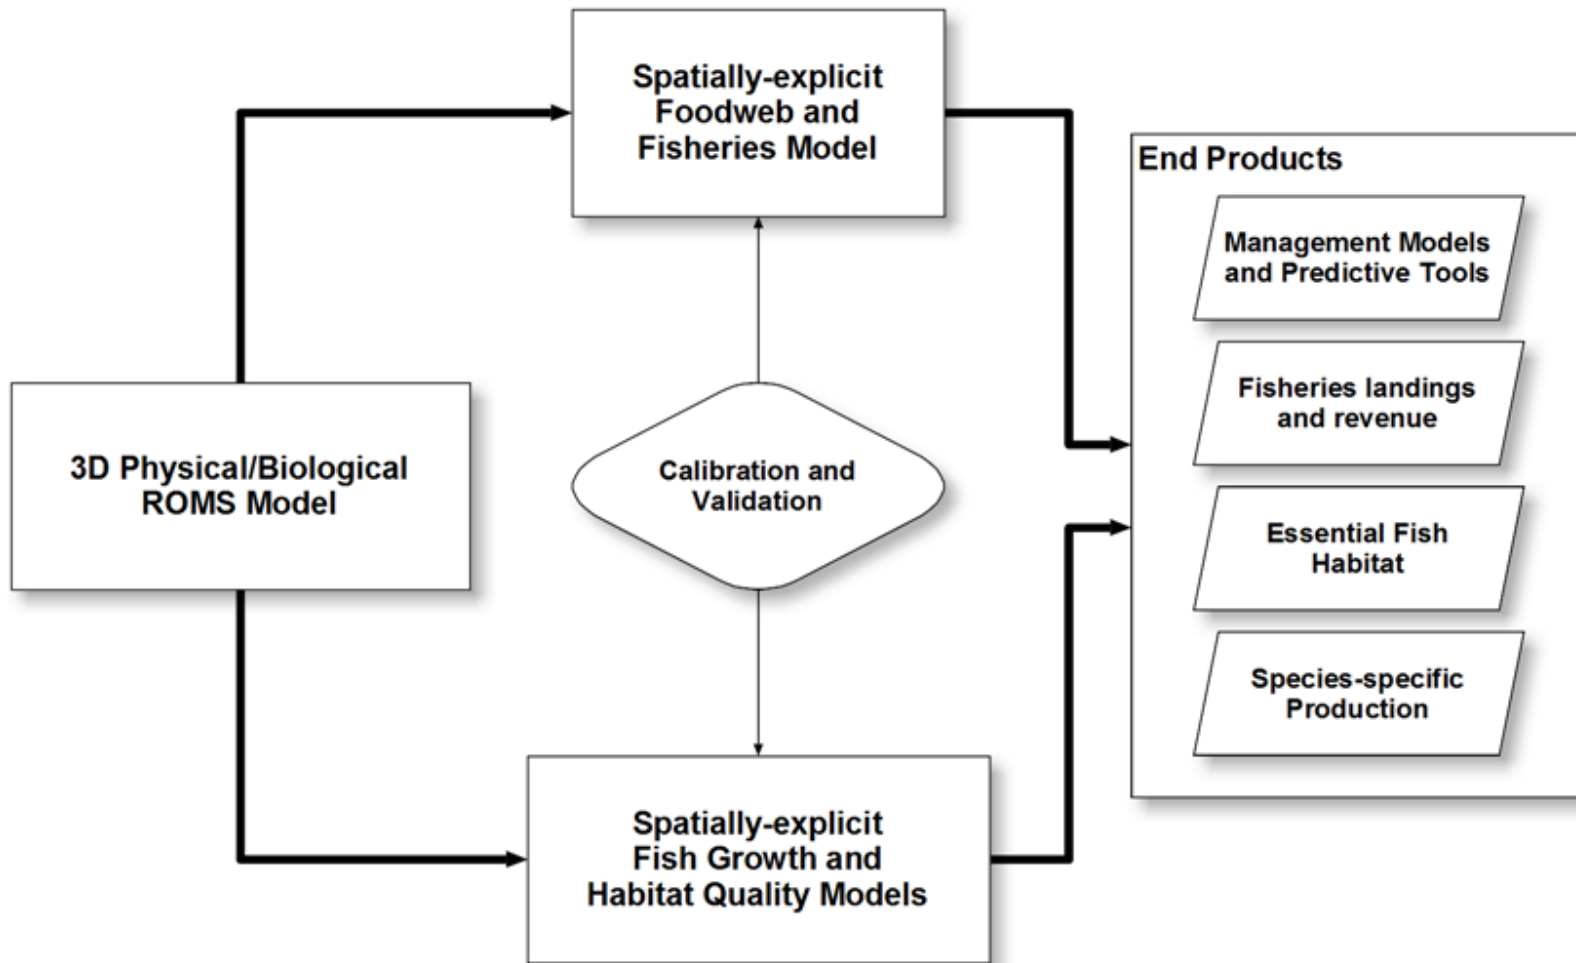 Spatially-explicit
Foodweb and
Fisheries Model
End Products
Management Models
and Predictive Tools
Fisheries landings
and revenue
3D Physical/Biological
ROMS Model
Calibration and
Validation
Essential Fish
Habitat
Species-specific
Production
Spatially-explicit
Fish Growth and
Habitat Quality Models